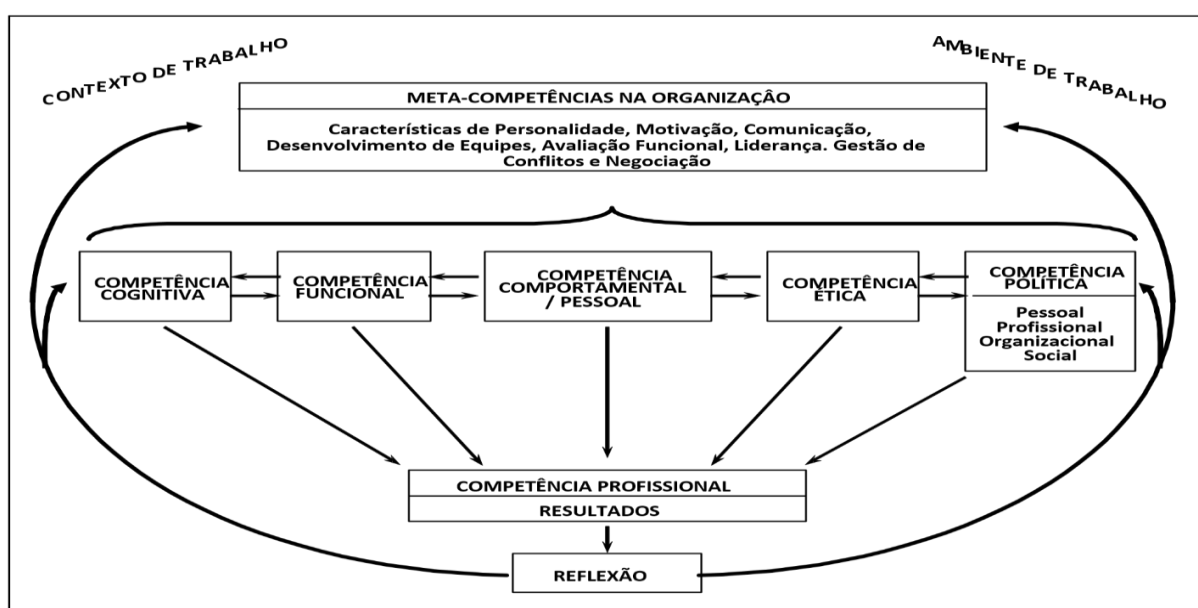 CONTEXTO DE TRABALHO
AMBIENTE DE TRABALHO
META-COMPETÊNCIAS NA ORGANIZAÇÂO
Características de Personalidade, Motivação, Comunicação,
Desenvolvimento de Equipes, Avaliação Funcional, Liderança. Gestão de
Conflitos e Negociação
COMPETÊNCIA
COGNITIVA
COMPETÊNCIA
FUNCIONAL
COMPETÊNCIA
COMPORTAMENTAL
/ PESSOAL
COMPETÊNCIA
ÉTICA
COMPETÊNCIA
POLÍTICA
Pessoal
Profissional
Organizacional
Social
COMPETÊNCIA PROFISSIONAL
RESULTADOS
REFLEXÃO